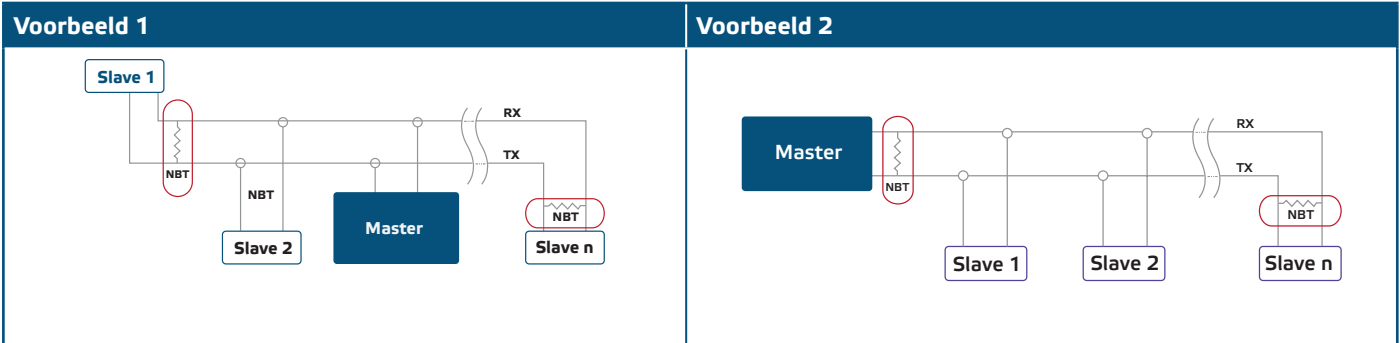 Voorbeeld 1
Slave 1
RX
TX
NBT
NBT
NBT
Slave 2
Master
Slave n
Voorbeeld 2
Master
RX
TX
NBT
NBT
Slave 1
Slave 2
Slave n